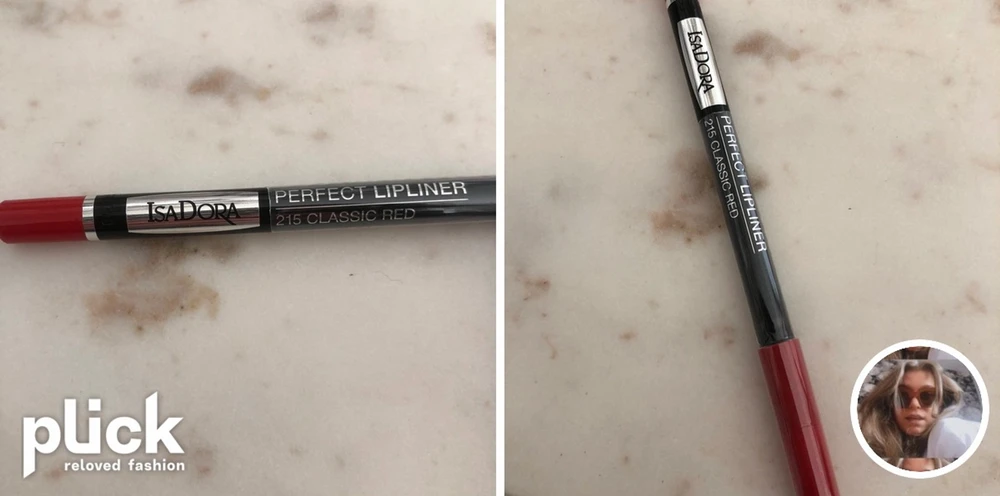 IsaDora
PERFECT LIPLINER
215 CLASSIC RED
plick
reloved fashion
IsaDora
PERFECT LIPLINER
215 CLASSIC RED